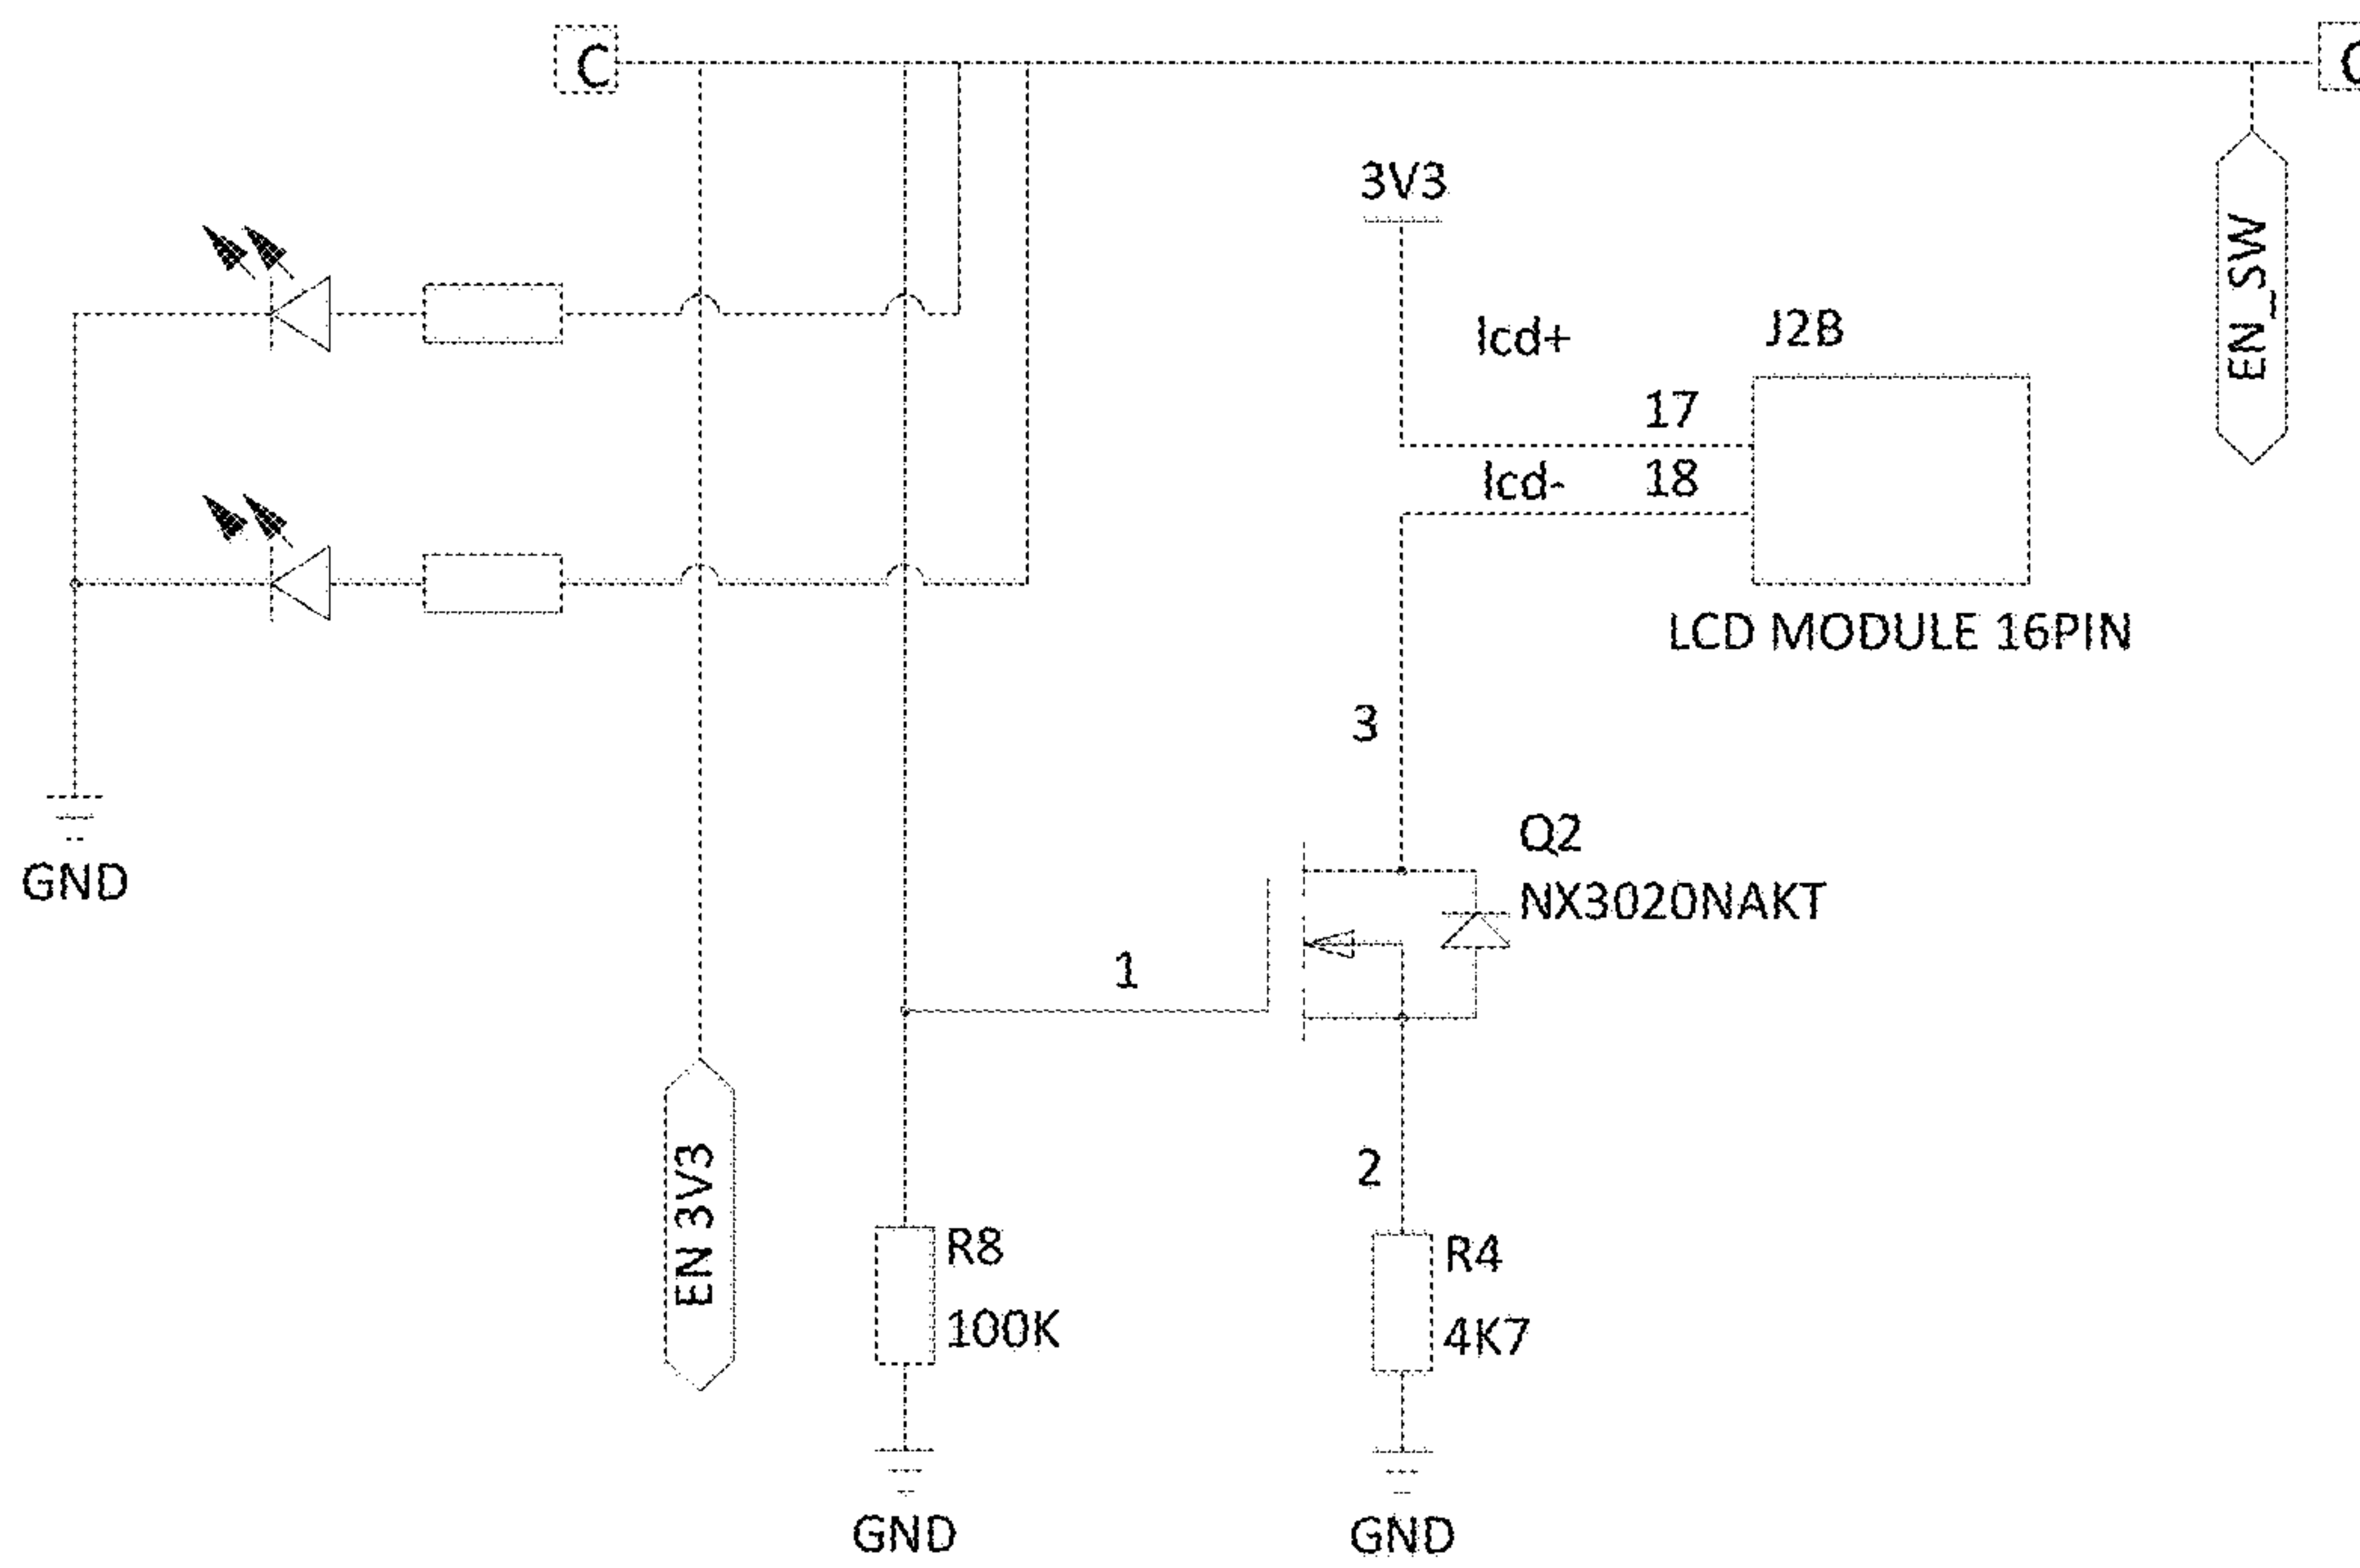 C
C
3V3
EN_SW
lcd+
J2B
17
lcd-
18
LCD MODULE 16PIN
3
Q2
NX3020NAKT
GND
1
EN 3V3
2
R8
100K
R4
4K7
GND
GND